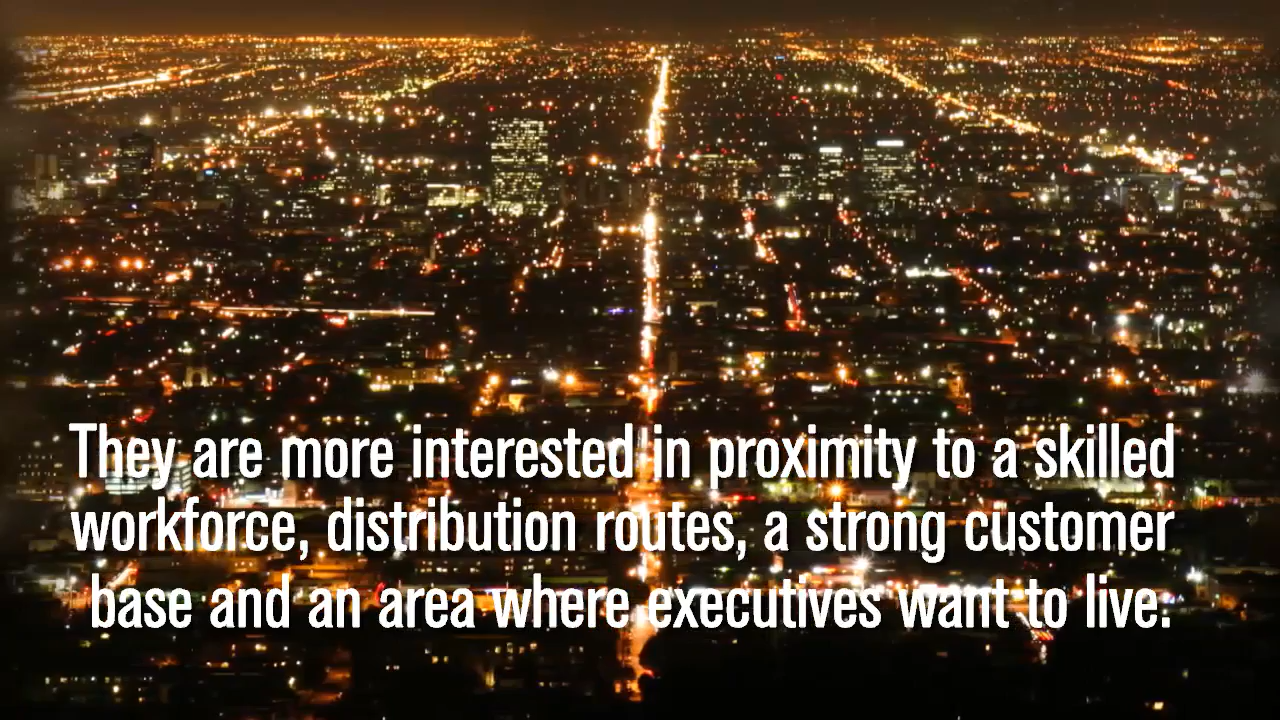 They are more interested in proximity to a skilled
workforce, distribution routes, a strong customer
base and an area where executives want to live.